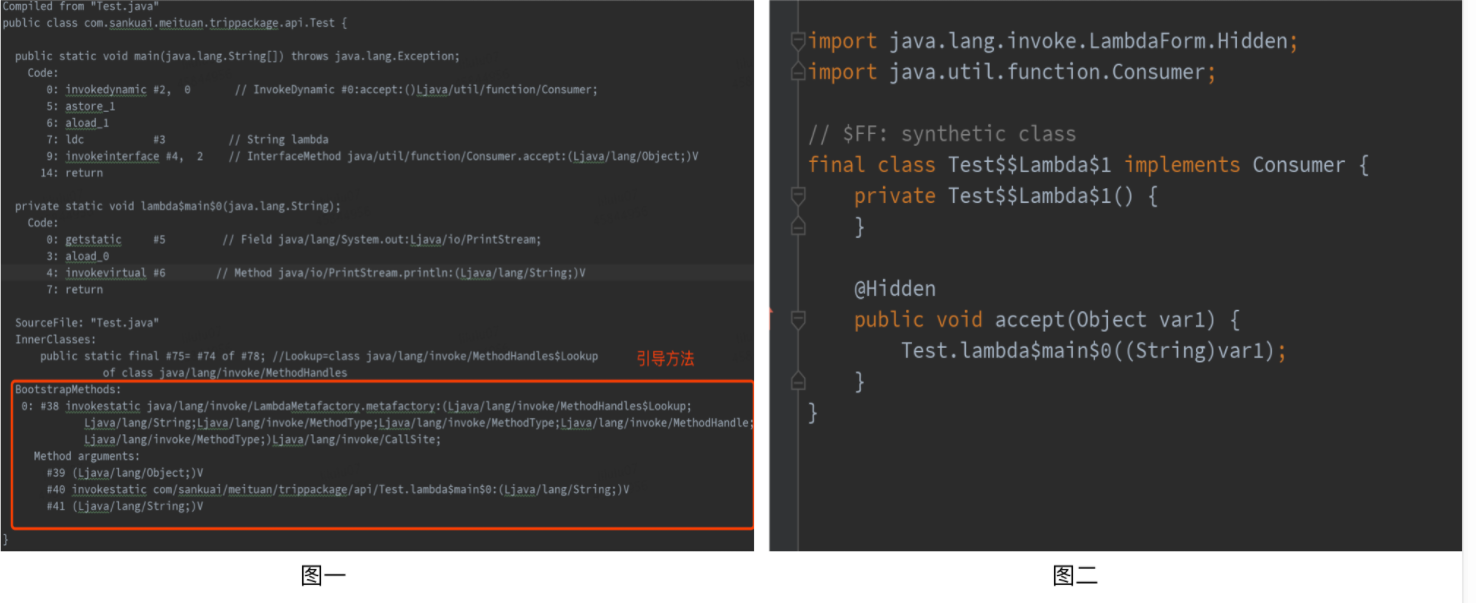 Compiled from "Test.java"
public class com.sankuai.meituan.trippackage.api.Test {
public static void main(java.lang.String[]) throws java.lang.Exception;
Code:
0: invokedynamic #2, 0 // InvokeDynamic #0:accept:()Ljava/util/function/Consumer;
5: astore_1
6: aload_1
7: ldc #3 // String lambda
9: invokeinterface #4, 2 // InterfaceMethod java/util/function/Consumer.accept:(Ljava/lang/Object;)V
14: return
private static void lambda$main$0(java.lang.String);
Code:
0: getstatic #5 // Field java/lang/System.out:Ljava/io/PrintStream;
3: aload_0
4: invokevirtual #6 // Method java/io/PrintStream.println:(Ljava/lang/String;)V
7: return
SourceFile: "Test.java"
InnerClasses:
public static final #75= #74 of #78; //Lookup=class java/lang/invoke/MethodHandles$Lookup
of class java/lang/invoke/MethodHandles
引导方法
BootstrapMethods:
0: #38 invokestatic java/lang/invoke/LambdaMetafactory.metafactory:(Ljava/lang/invoke/MethodHandles$Lookup;
Ljava/lang/String;Ljava/lang/invoke/MethodType;Ljava/lang/invoke/MethodType;Ljava/lang/invoke/MethodHandle;
Ljava/lang/invoke/MethodType;)Ljava/lang/invoke/CallSite;
Method arguments:
#39 (Ljava/lang/Object;)V
#40 invokestatic com/sankuai/meituan/trippackage/api/Test.lambda$main$0:(Ljava/lang/String;)V
#41 (Ljava/lang/String;)V
}
图一
import java.lang.invoke.LambdaForm.Hidden;
import java.util.function.Consumer;
// $FF: synthetic class
final class Test$$Lambda$1 implements Consumer {
private Test$$Lambda$1() {
}
@Hidden
public void accept(Object var1) {
Test.lambda$main$0((String)var1);
}
}
图二